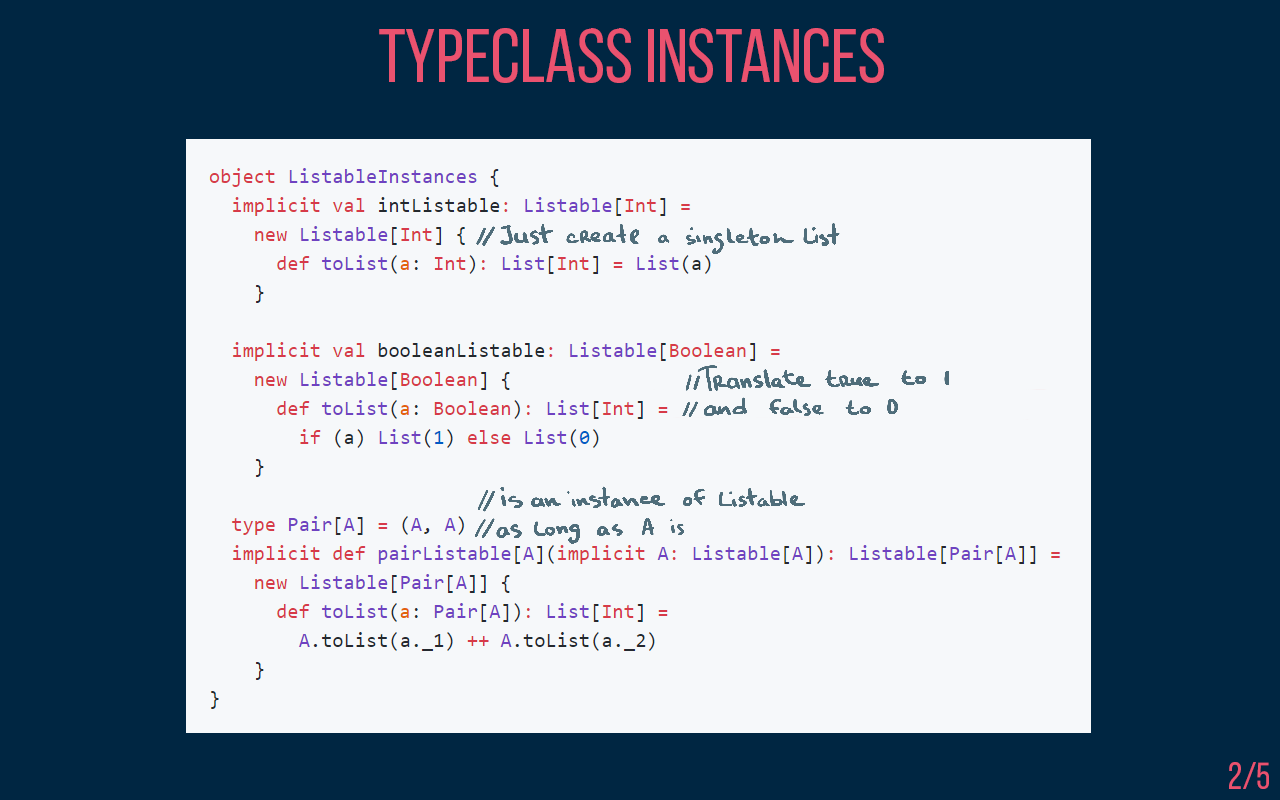 TYPECLASS INSTANCES
object ListableInstances {
  implicit val intListable: Listable[Int] =
    new Listable[Int] { // Just create a singleton List
      def toList(a: Int): List[Int] = List(a)
    }
  implicit val booleanListable: Listable[Boolean] =
    new Listable[Boolean] { //Translate true to 1
      def toList(a: Boolean): List[Int] = // and false to 0
        if (a) List(1) else List(0)
    }
// is an instance of Listable
  type Pair[A] = (A, A) //as long as A is
  implicit def pairListable[A](implicit A: Listable[A]): Listable[Pair[A]] =
    new Listable[Pair[A]] {
      def toList(a: Pair[A]): List[Int] =
        A.toList(a._1) ++ A.toList(a._2)
    }
}
2/5